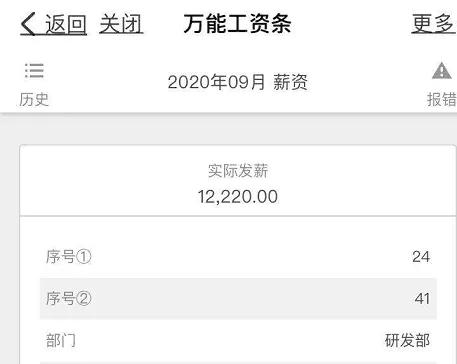 返回 关闭 万能工资条 更多
历史 2020年09月 薪资 报错
实际发薪
12,220.00
序号① 24
序号② 41
部门 研发部